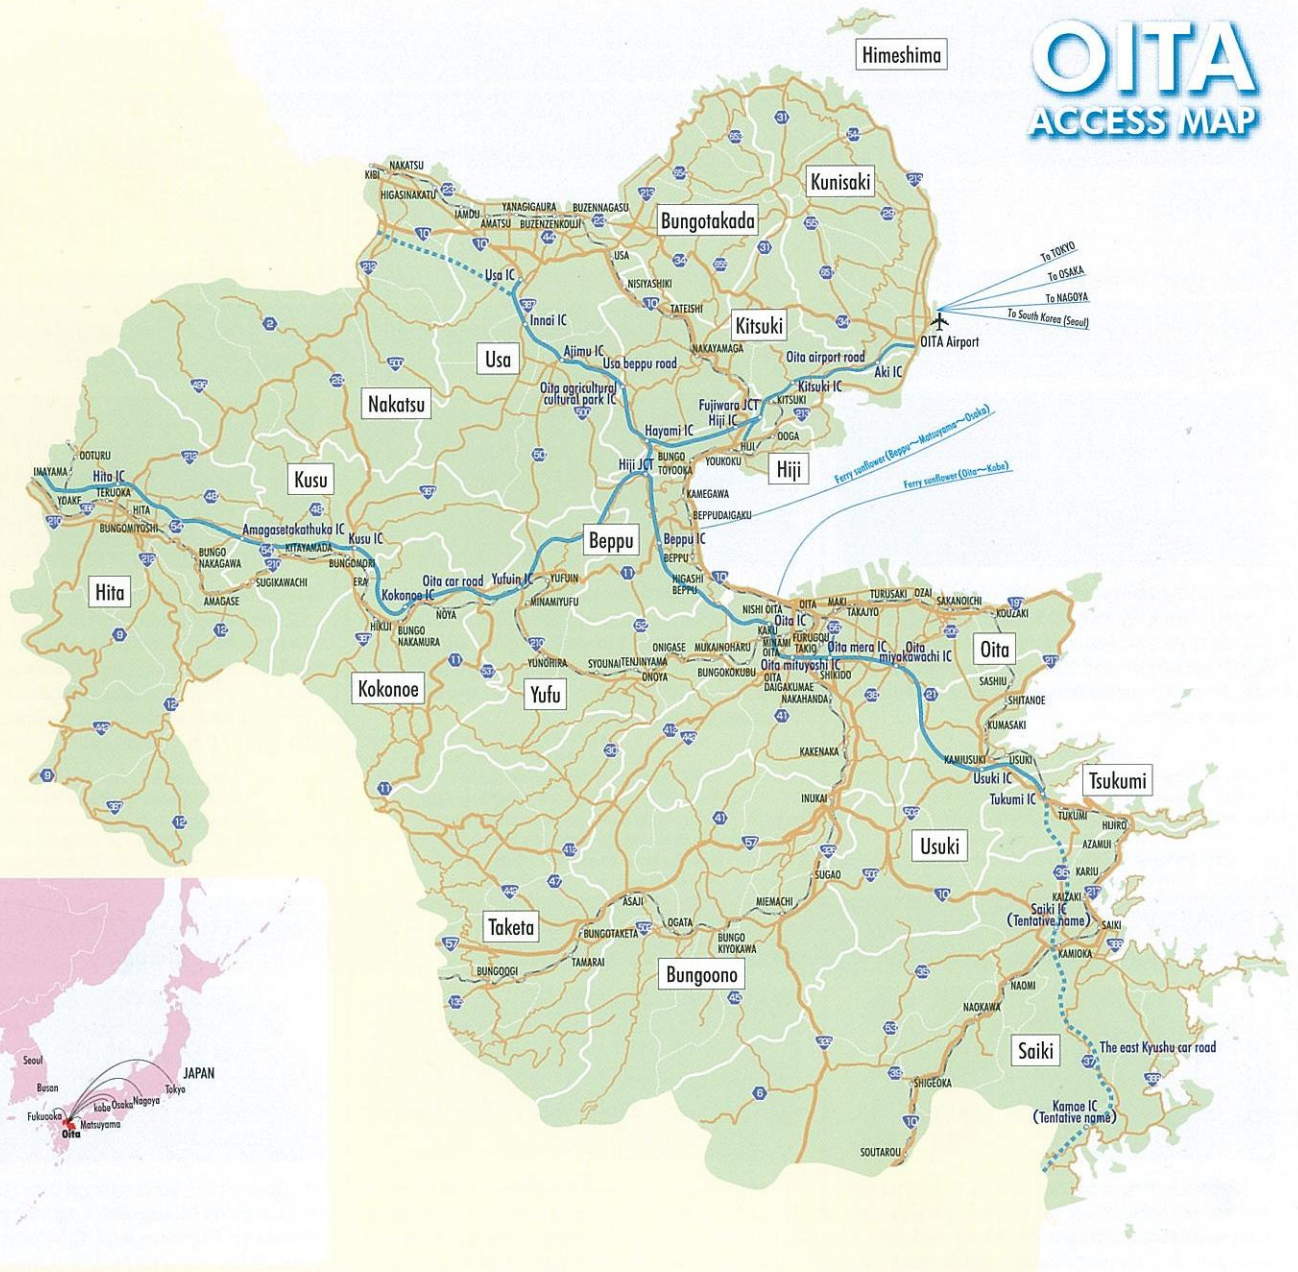 OITA
ACCESS MAP
Himeshima
Kunisaki
Bungotakada
Kitsuki
Usa
Nakatsu
Kusu
Hiji
Beppu
Hita
Kokonoe
Yufu
Oita
Tsukumi
Usuki
Taketa
Bungoono
Saiki
NAKATSU
KIBI
HIGASINAKATU
IAMDU
YANAGIGAURA
AMATSU
BUZENZENKOUJI
BUZENNAGASU
USA
NISIYASHIKI
TATEISHI
NAKAYAMAGA
Usa IC
Innai IC
Ajimu IC
Usa beppu road
Oita agricultural
cultural park IC
Oita airport road
Kitsuki IC
Aki IC
OITA Airport
To TOKYO
To OSAKA
To NAGOYA
To South Korea (Seoul)
Fujiwara JCT
Hiji IC
KITSUKI
OOGA
HIJI
YOUKOKU
Hayami IC
BUNGO
TOYOOKA
Hiji JCT
KAMEGAWA
BEPPUDAIGAKU
Ferry sunflower (Beppu~Matsuyama~Osaka)
Ferry sunflower (Oita~Kobe)
Beppu IC
BEPPU
HIGASHI
BEPPU
OOTURU
IMAYAMA
Hita IC
YOAKE
TERUOKA
HITA
BUNGOMIYOSHI
Amagasetakathuka IC
KITAYAMADA
Kusu IC
BUNGO
NAKAGAWA
SUGIKAWACHI
AMAGASE
BUNGOMORI
ERA
Kokonoe IC
HIKIJI
BUNGO
NAKAMURA
Oita car road
NOYA
Yufuin IC
YUFUIN
MINAMIYUFU
YUNOHIRA
SYOUNAI
TENJINYAMA
ONOYA
ONIGASE
MUKAINOHARU
BUNGOKOKUBU
NISHI OITA
OITA
MAKI
TAKAJYO
TURUSAKI
OZAI
SAKANOICHI
KOUZAKI
Oita IC
KAKU
MINAMI
OITA
FURUGOU
TAKIO
Oita mera IC
Oita
miyakawachi IC
Oita mituyoshi IC
SHIKIDO
OITA
DAIGAKUMAE
NAKAHANDA
SASHIU
SHITANOE
KUMASAKI
KAKENAKA
KAMIUSUKI
USUKI
Usuki IC
Tukumi IC
INUKAI
TUKUMI
HIJIRO
AZAMUI
KARIU
KAIZAKI
Saiki IC
(Tentative name)
SAIKI
KAMIOKA
SUGAO
MIEMACHI
ASAJI
OGATA
BUNGO
KIYOKAWA
BUNGOTAKETA
TAMARAI
BUNGOOGI
NAOMI
NAOKAWA
SHIGEOKA
SOUTAROU
The east Kyushu car road
Kamae IC
(Tentative name)
Seoul
Busan
JAPAN
Fukuoka
kobe
Osaka
Nagoya
Tokyo
Matsuyama
Oita